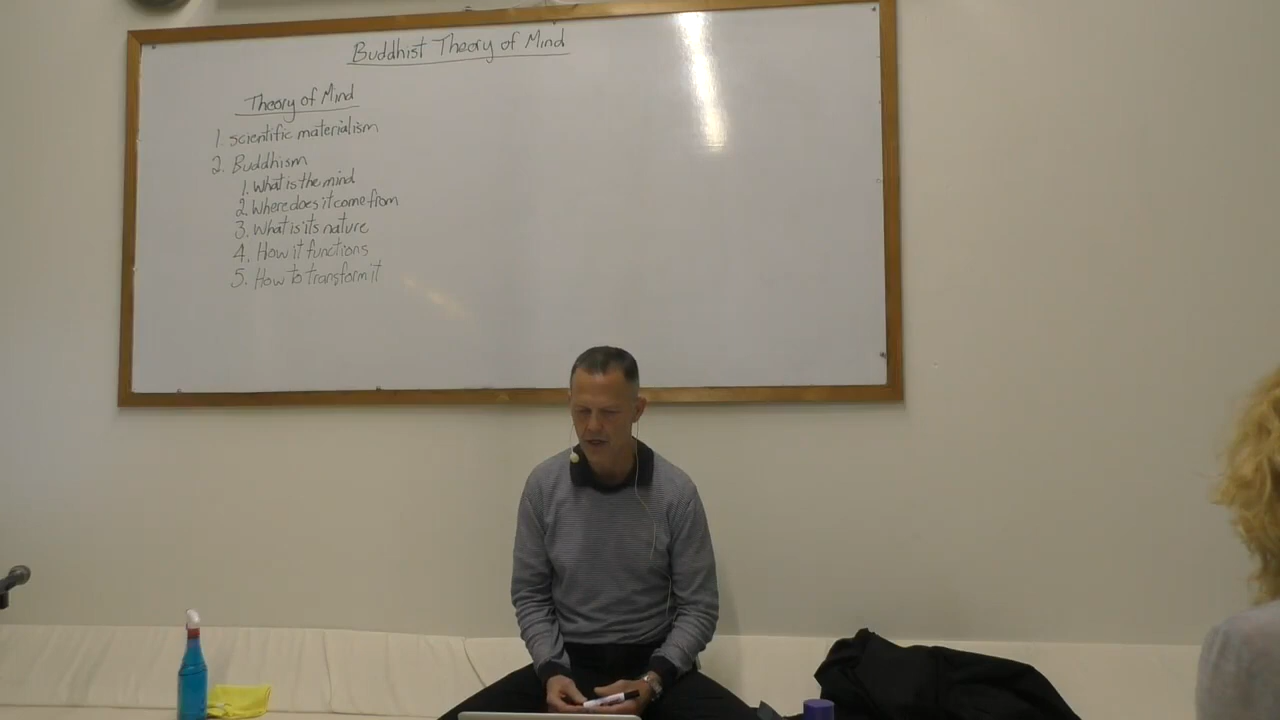 Buddhist Theory of Mind
Theory of Mind
1. scientific materialism
2. Buddhism
1. What is the mind
2. Where does it come from
3. What is its nature
4. How it functions
5. How to transform it